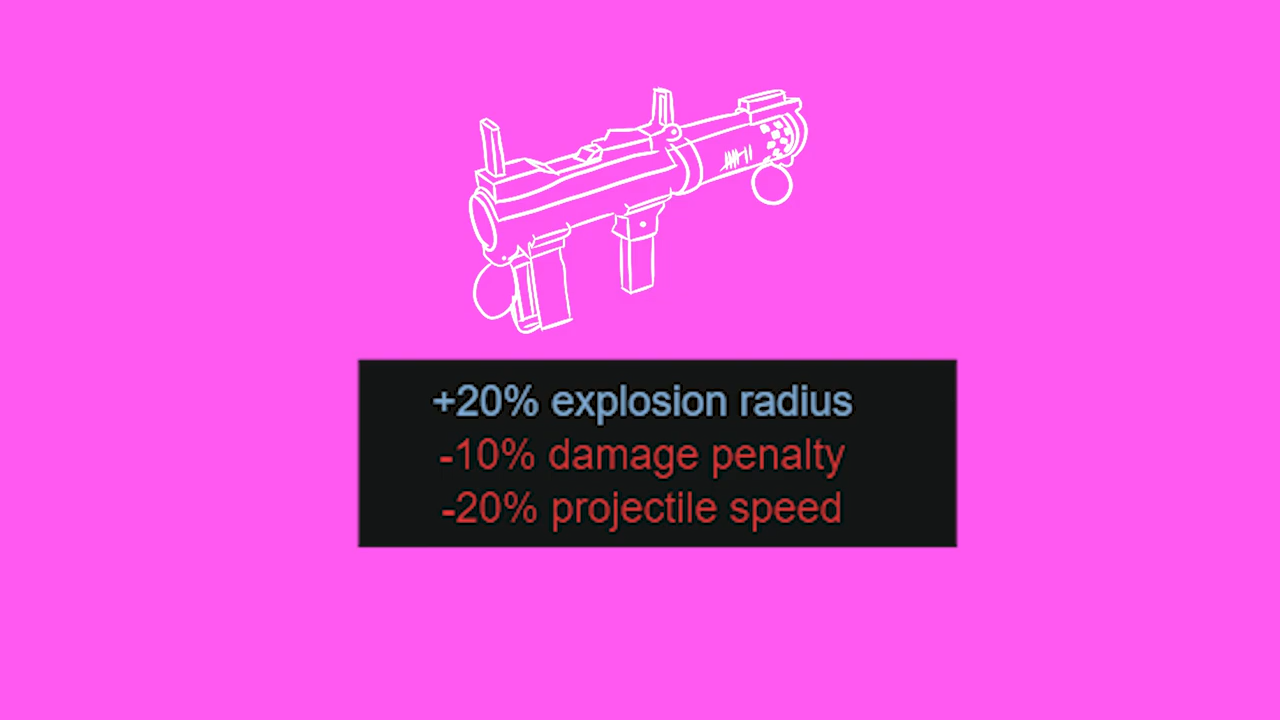 +20% explosion radius
-10% damage penalty
-20% projectile speed